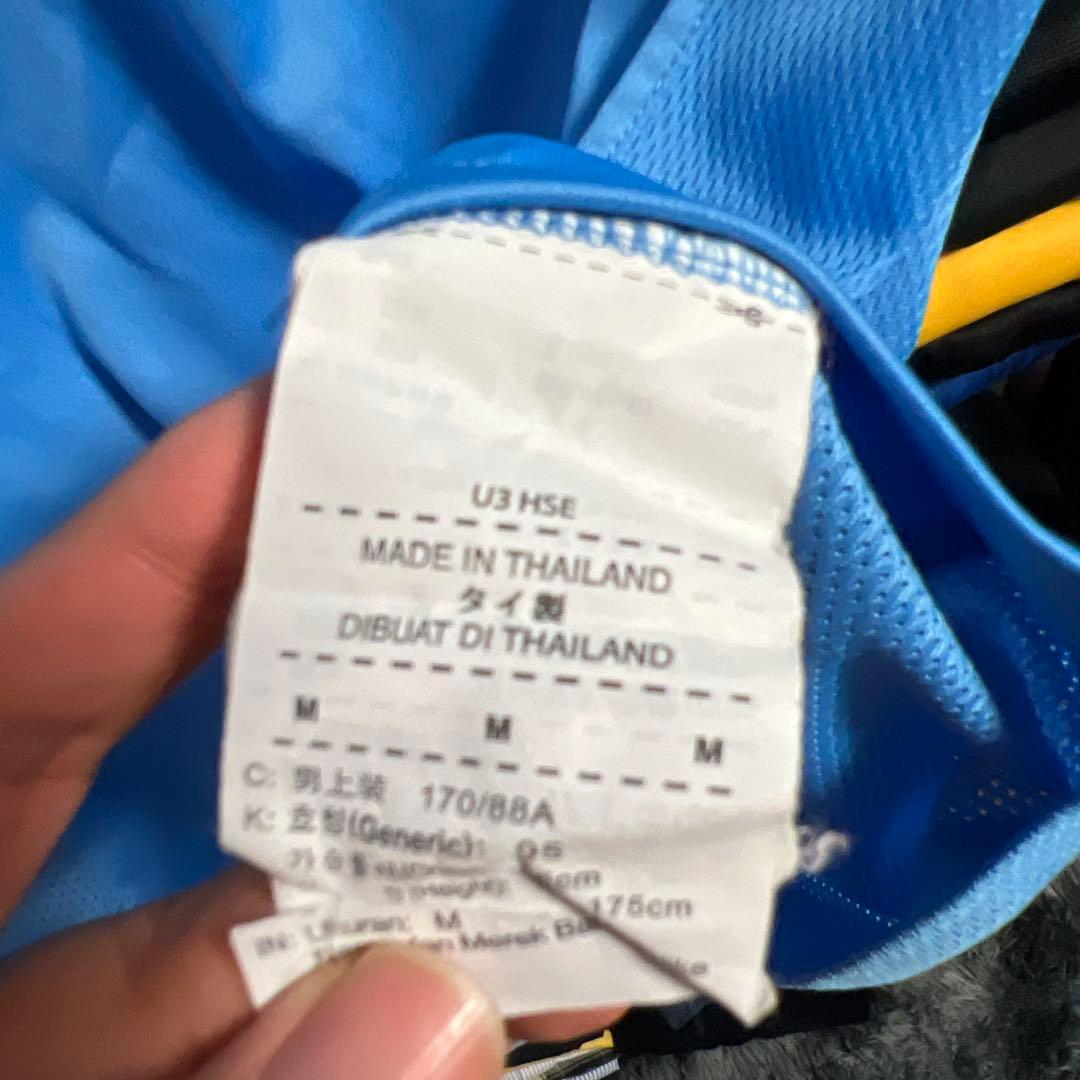 U3 HSE
MADE IN THAILAND
タイ製
DIBUAT DI THAILAND
M M M
C: 男上装 170/88A
K: 호칭(Generic): 95
175cm
Ukuran: M
Merek